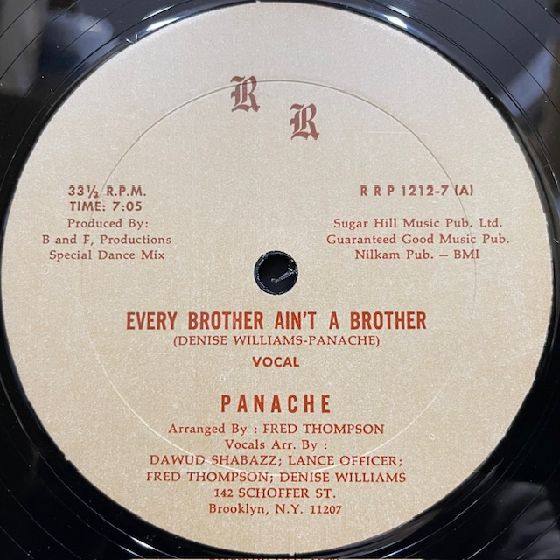 R
R
33⅓ R.P.M.
TIME: 7:05
Produced By:
B and F, Productions
Special Dance Mix
R R P 1212-7 (A)
Sugar Hill Music Pub. Ltd.
Guaranteed Good Music Pub.
Nilkam Pub. – BMI
EVERY BROTHER AIN'T A BROTHER
(DENISE WILLIAMS-PANACHE)
VOCAL
PANACHE
Arranged By : FRED THOMPSON
Vocals Arr. By :
DAWUD SHABAZZ; LANCE OFFICER;
FRED THOMPSON; DENISE WILLIAMS
142 SCHOFFER ST.
Brooklyn, N.Y. 11207